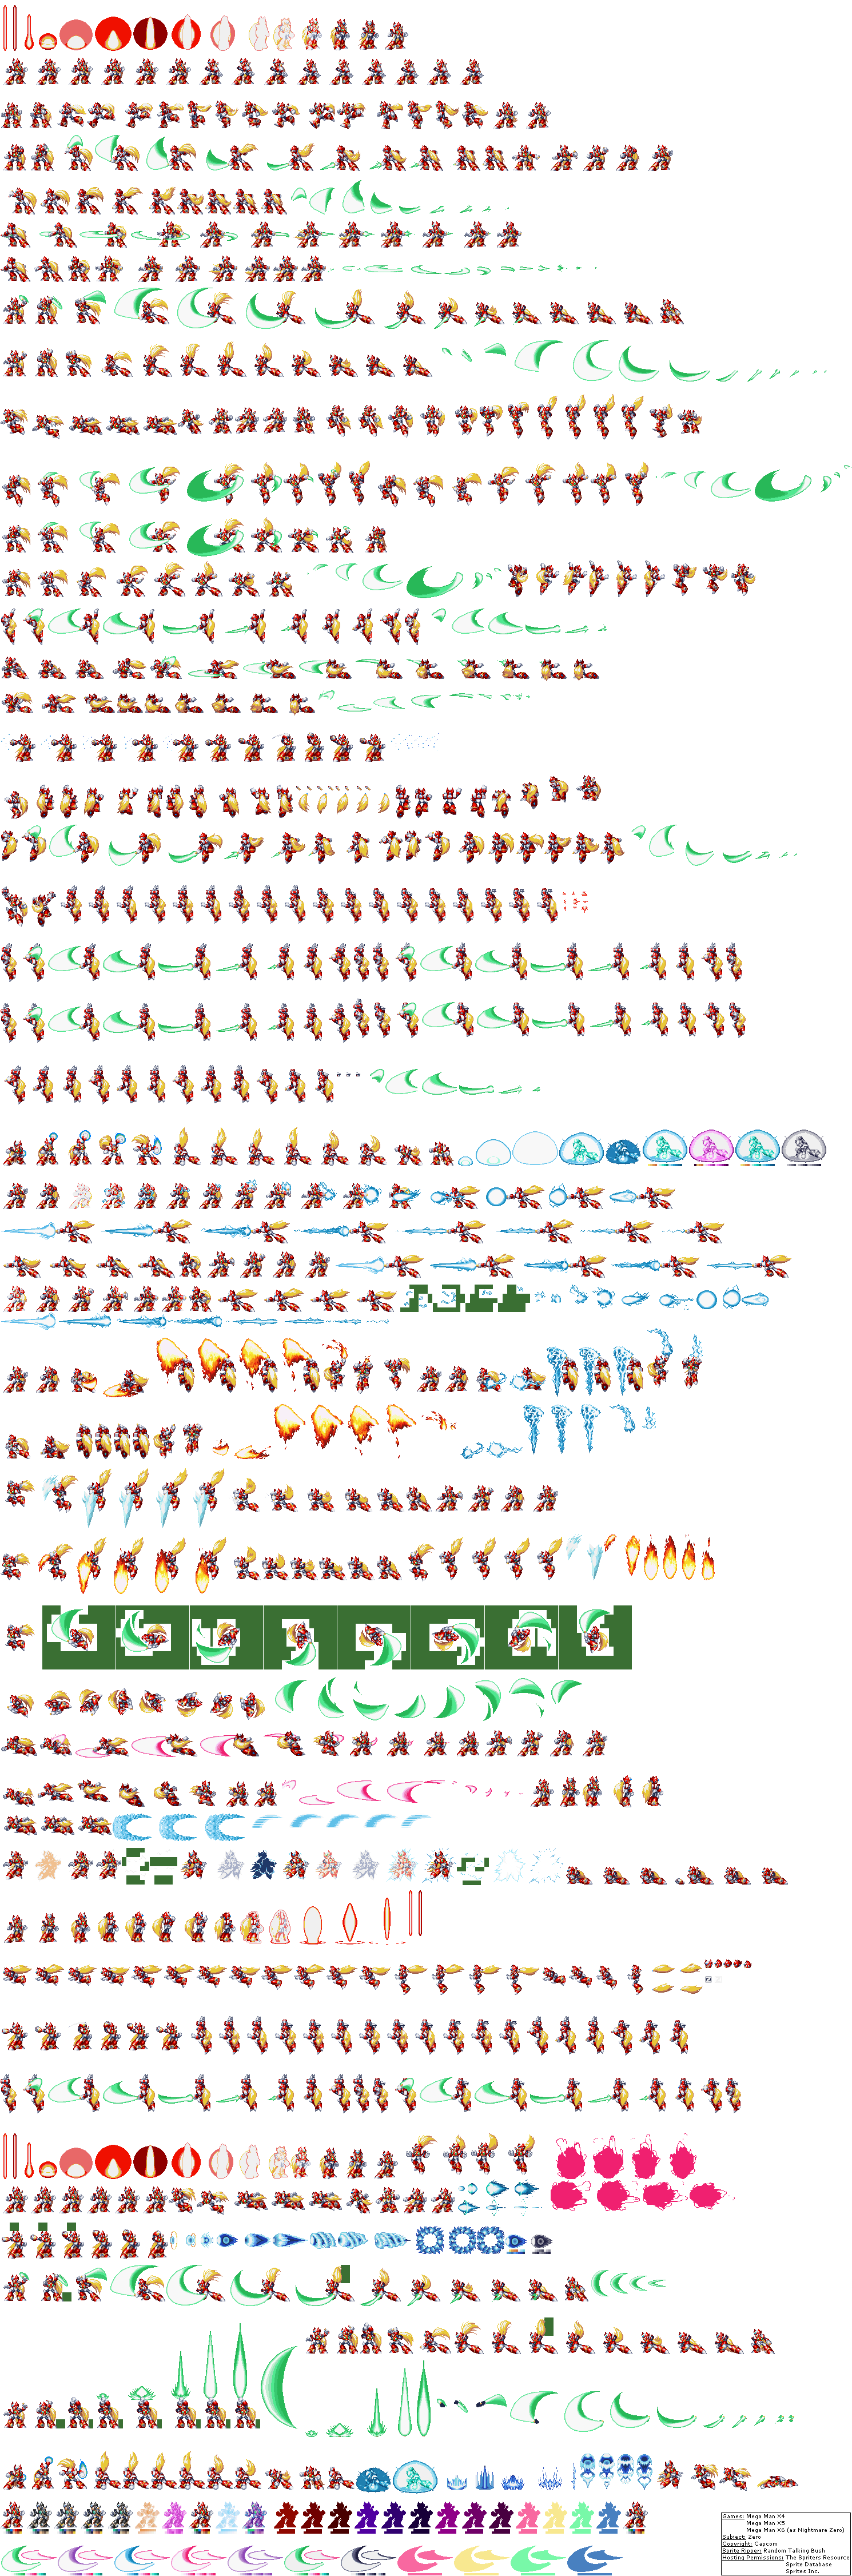 Games: Mega Man X4
Mega Man X5
Mega Man X6 (as Nightmare Zero)
Subject: Zero
Copyright: Capcom
Sprite Ripper: Random Talking Bush
Hosting Permissions: The Spriters Resource
Sprite Database
Sprites Inc.